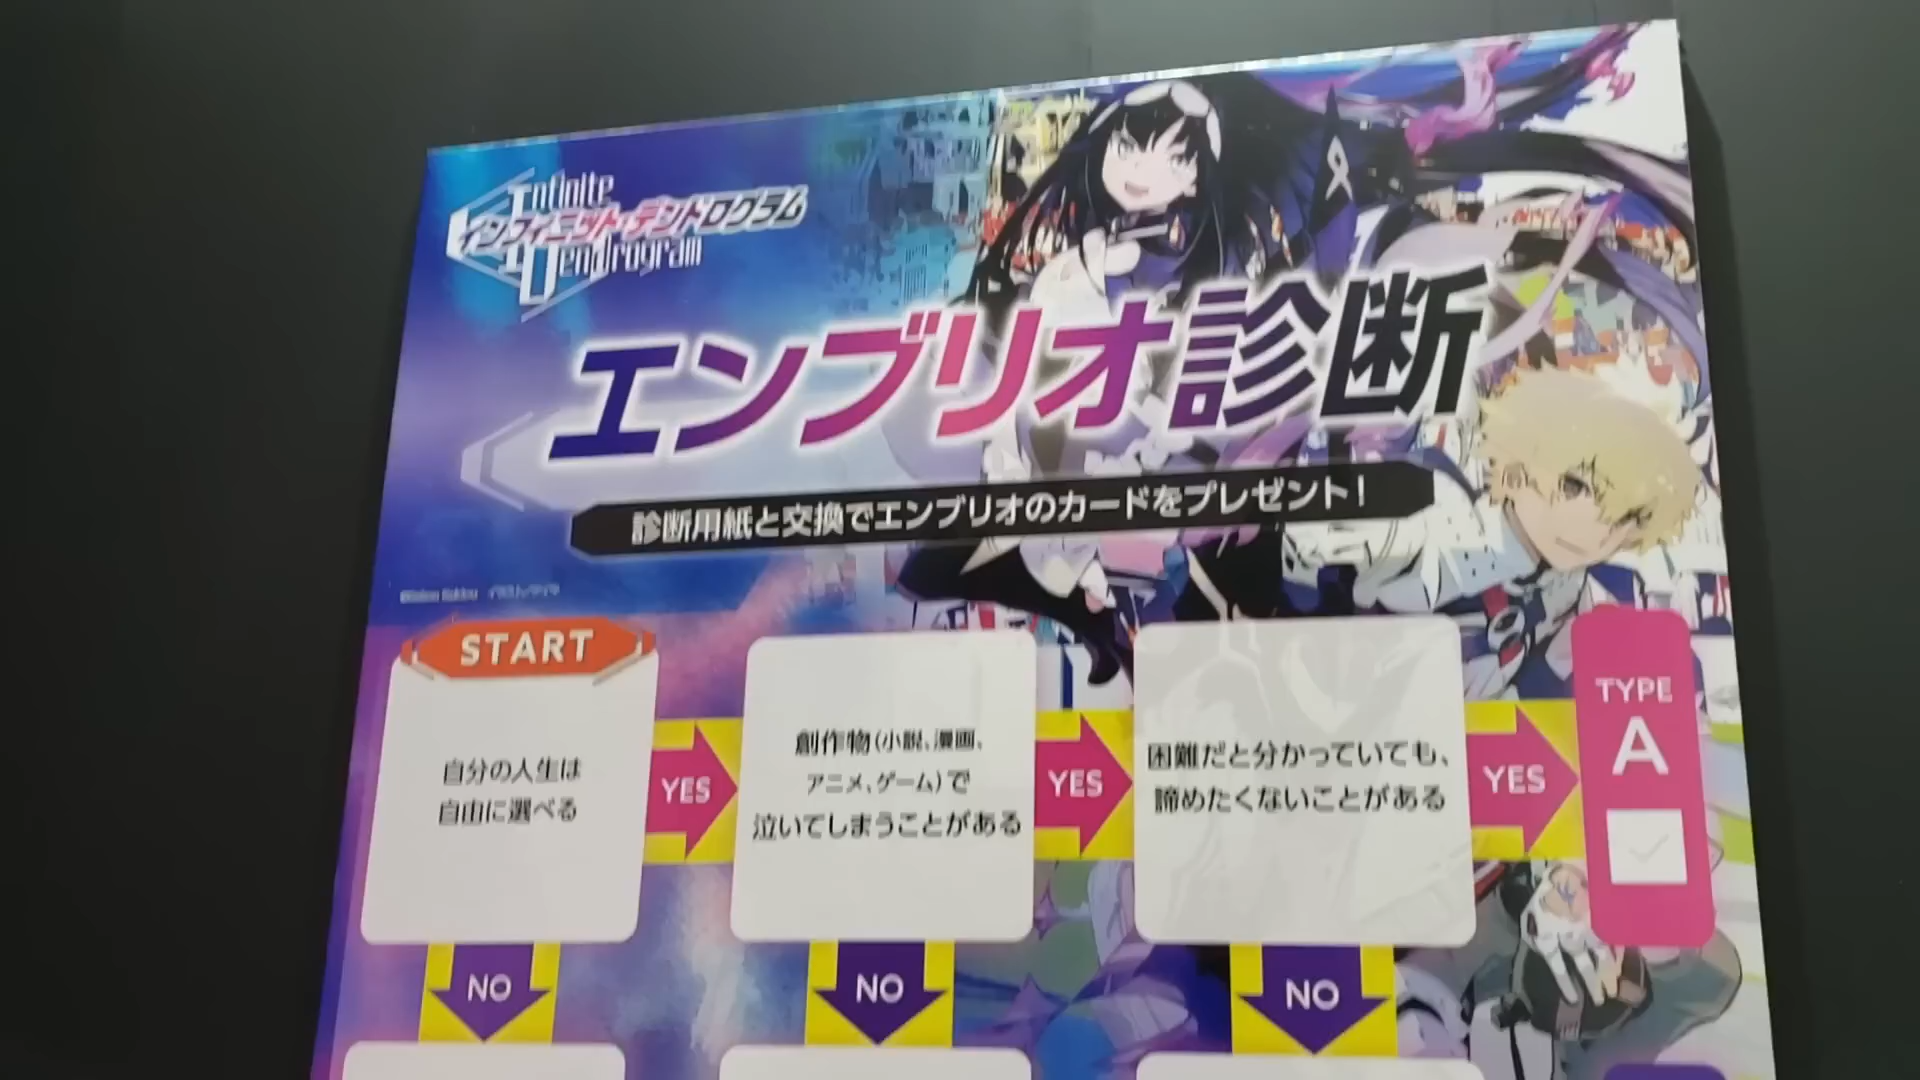 Infinite
インフィニット・デンドログラム
Dendrogram
エンブリオ診断
診断用紙と交換でエンブリオのカードをプレゼント!
START
自分の人生は
自由に選べる
YES
創作物(小説、漫画、
アニメ、ゲーム)で
泣いてしまうことがある
YES
困難だと分かっていても、
諦めたくないことがある
YES
TYPE
A
NO
NO
NO